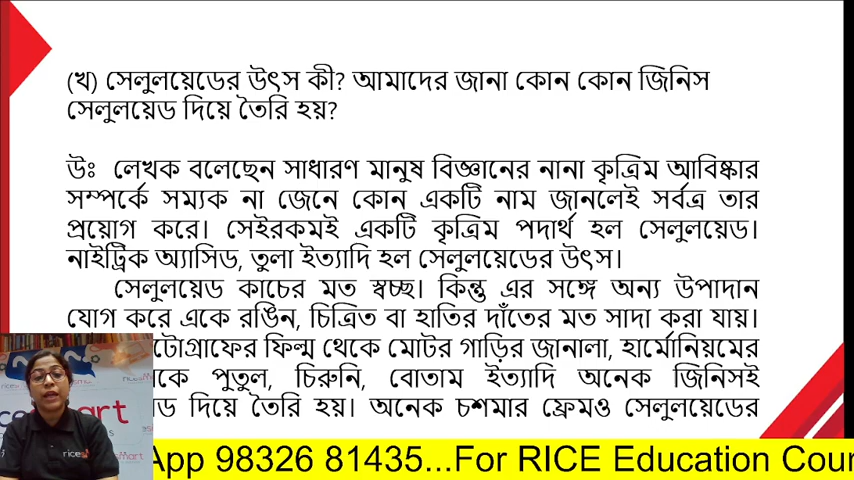 (খ) সেলুলয়েডের উৎস কী? আমাদের জানা কোন কোন জিনিস
সেলুলয়েড দিয়ে তৈরি হয়?
উঃ লেখক বলেছেন সাধারণ মানুষ বিজ্ঞানের নানা কৃত্রিম আবিষ্কার
সম্পর্কে সম্যক না জেনে কোন একটি নাম জানলেই সর্বত্র তার
প্রয়োগ করে। সেইরকমই একটি কৃত্রিম পদার্থ হল সেলুলয়েড।
নাইট্রিক অ্যাসিড, তুলা ইত্যাদি হল সেলুলয়েডের উৎস।
সেলুলয়েড কাচের মত স্বচ্ছ। কিন্তু এর সঙ্গে অন্য উপাদান
যোগ করে একে রঙিন, চিত্রিত বা হাতির দাঁতের মত সাদা করা যায়।
টোগ্রাফের ফিল্ম থেকে মোটর গাড়ির জানালা, হার্মোনিয়মের
কে পুতুল, চিরুনি, বোতাম ইত্যাদি অনেক জিনিসই
ড দিয়ে তৈরি হয়। অনেক চশমার ফ্রেমও সেলুলয়েডের
App 98326 81435...For RICE Education Cour